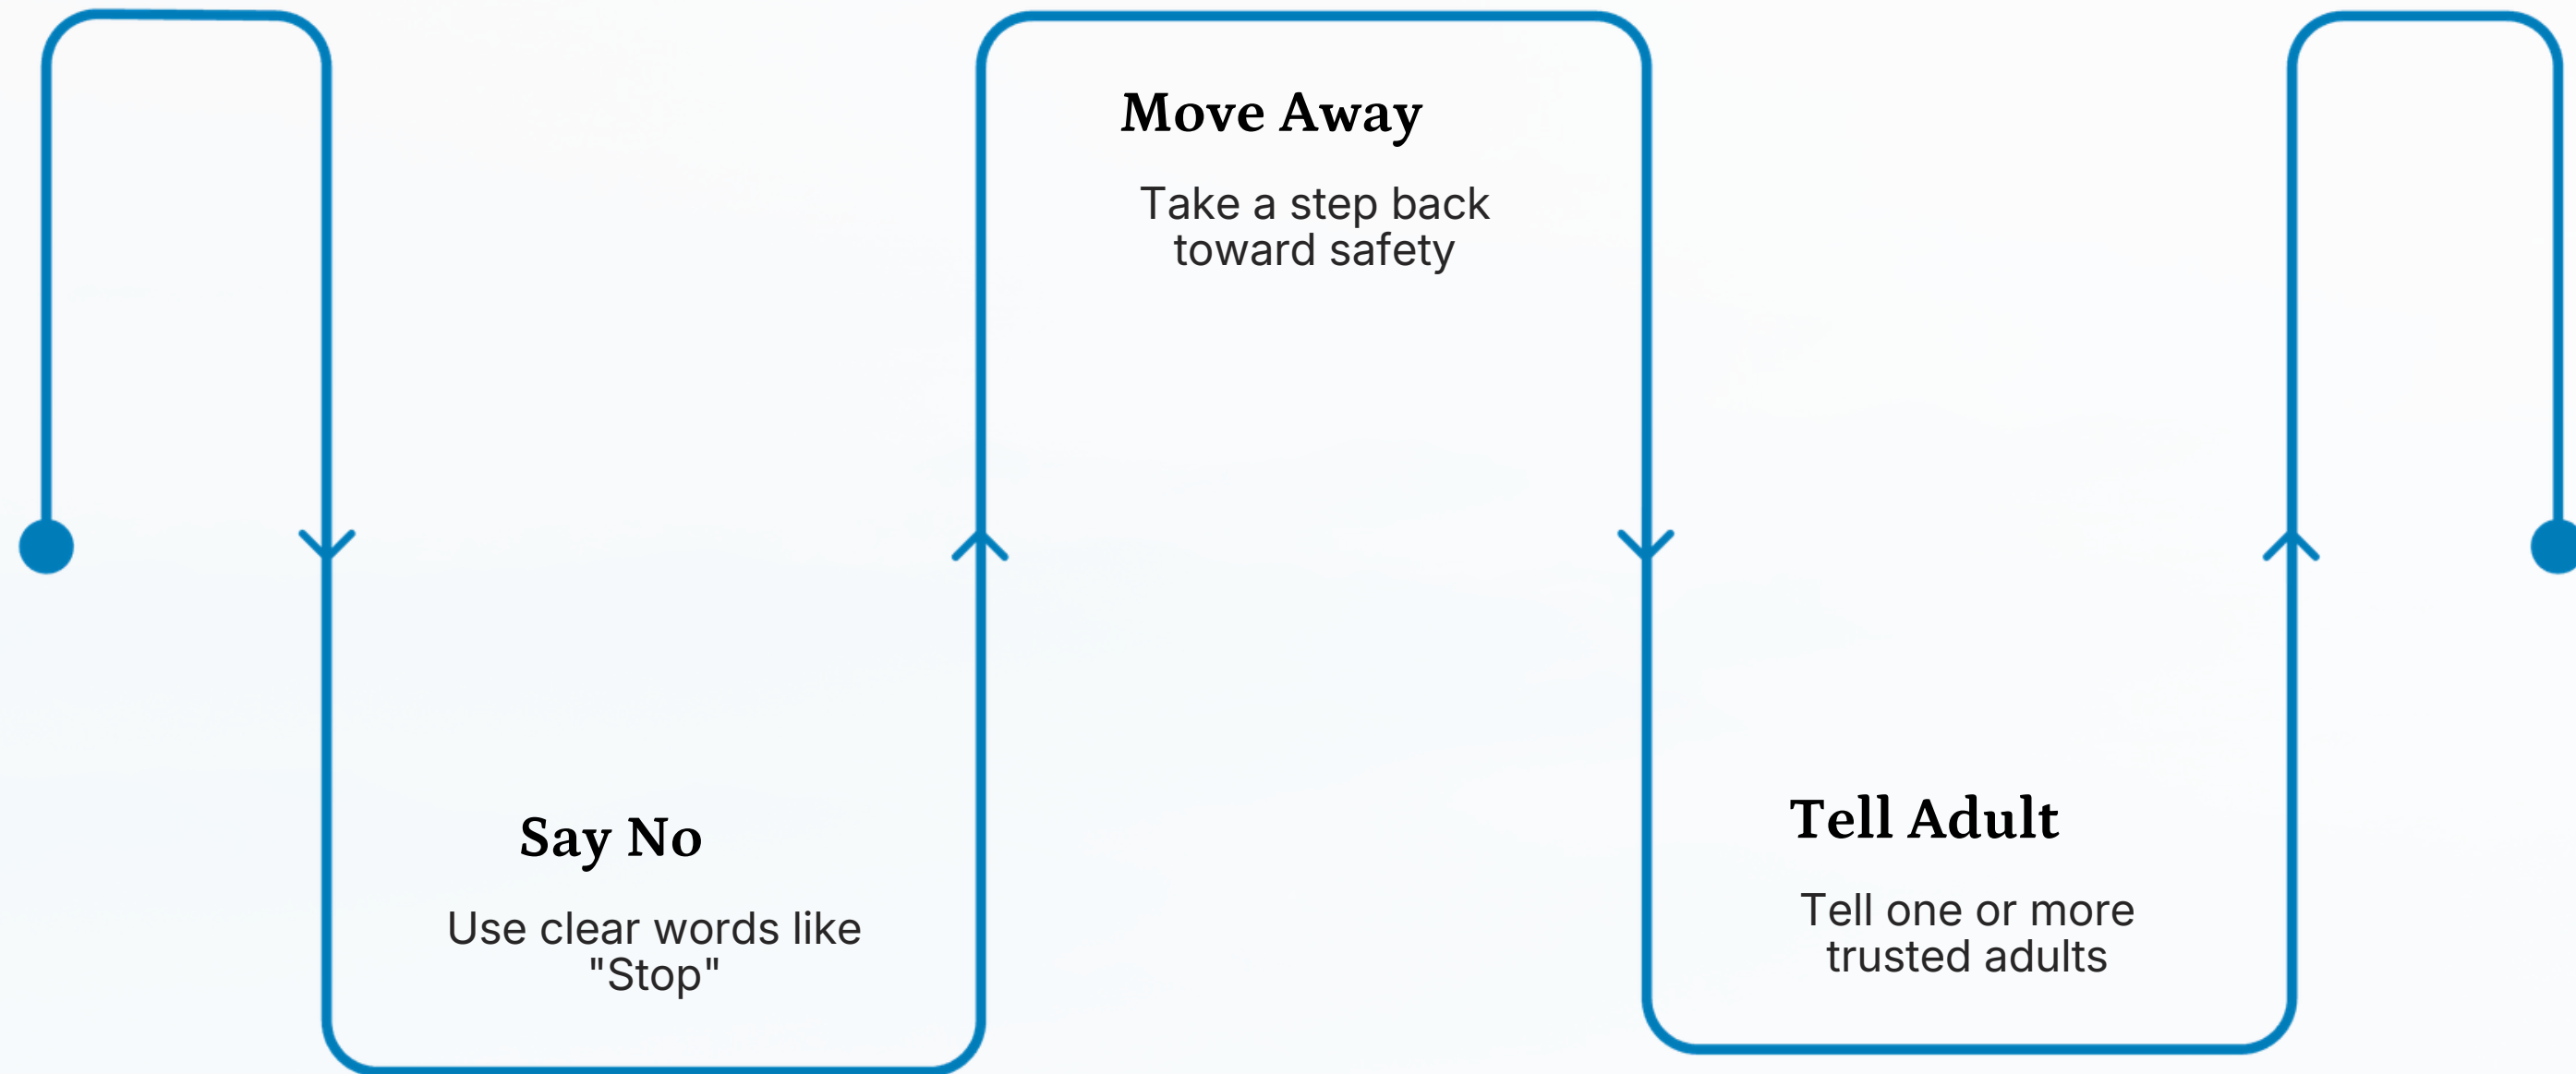 Say No
Use clear words like
"Stop"
Move Away
Take a step back
toward safety
Tell Adult
Tell one or more
trusted adults